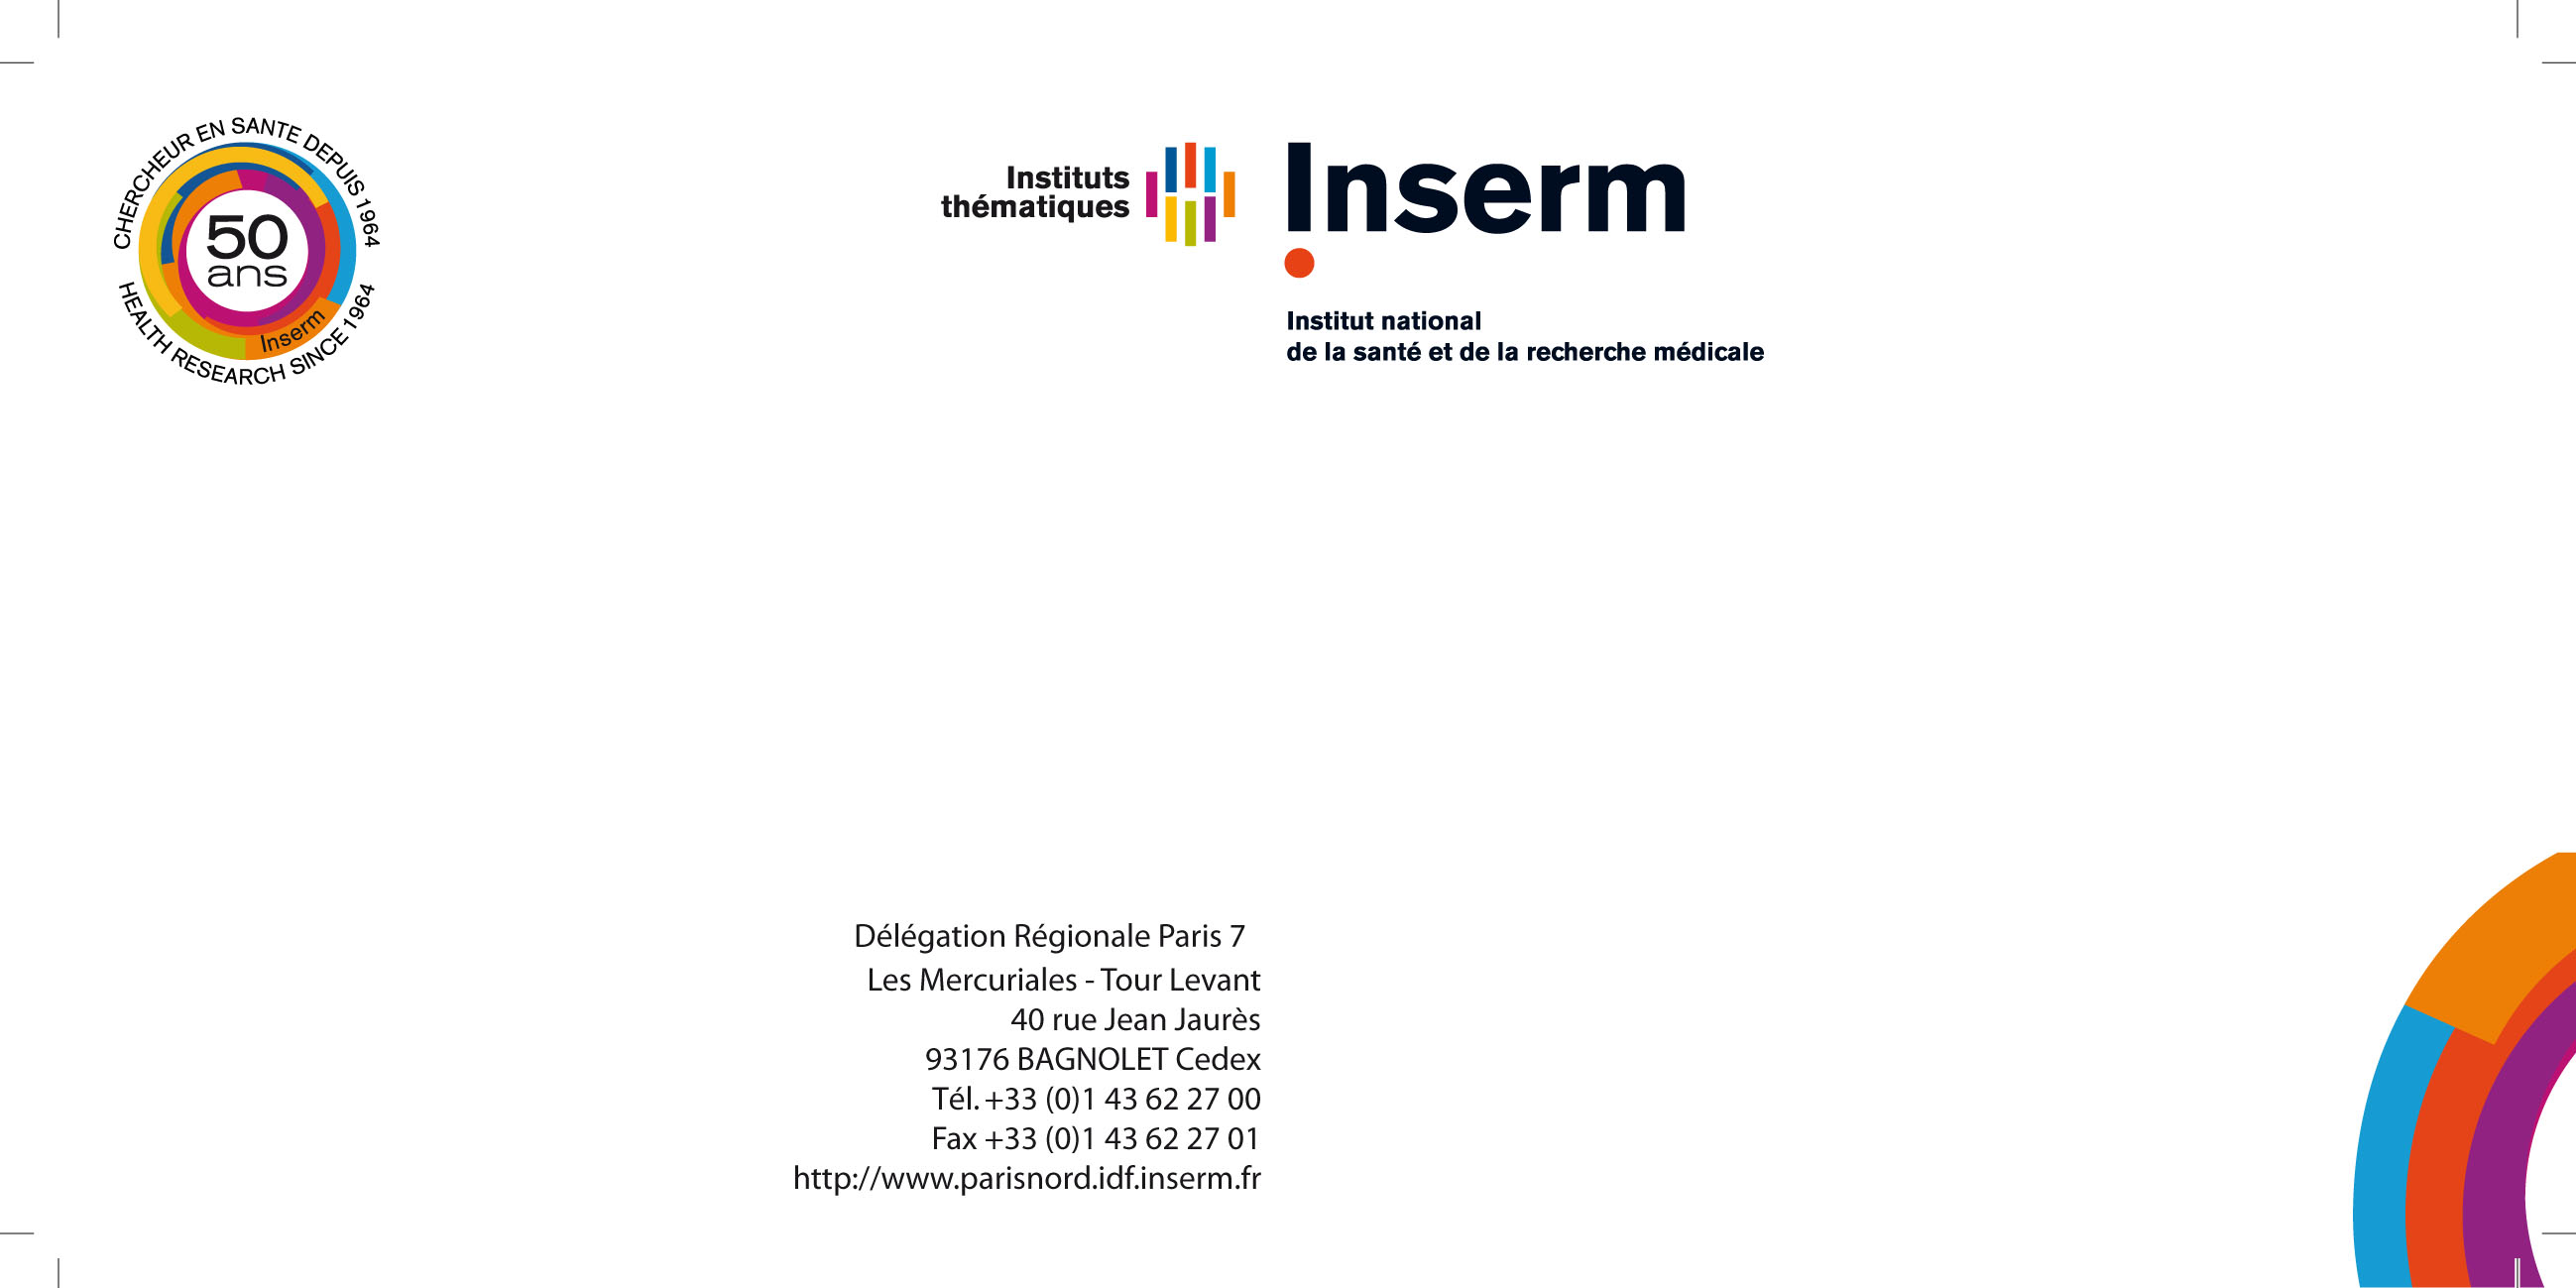 CHERCHEUR EN SANTE DEPUIS 1964
50
ans
Inserm
HEALTH RESEARCH SINCE 1964
Instituts
thématiques
Inserm
Institut national
de la santé et de la recherche médicale
Délégation Régionale Paris 7
Les Mercuriales - Tour Levant
40 rue Jean Jaurès
93176 BAGNOLET Cedex
Tél. +33 (0)1 43 62 27 00
Fax +33 (0)1 43 62 27 01
http://www.parisnord.idf.inserm.fr